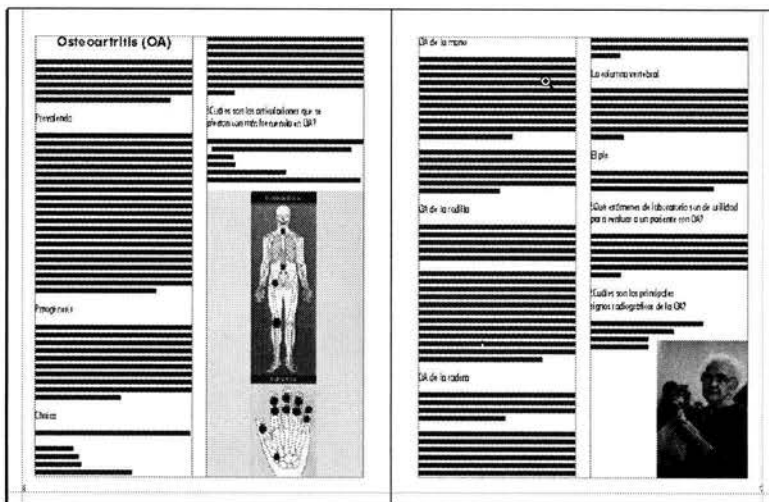 Osteoartritis (OA)
Prevalencia
Patogénesis
Clínica
¿Cuáles son las articulaciones que se
afectan con más frecuencia en OA?
OA de la mano
OA de la rodilla
OA de la cadera
La columna vertebral
El pie
¿Qué exámenes de laboratorio son de utilidad
para evaluar a un paciente con OA?
¿Cuáles son los principales
signos radiográficos de la OA?